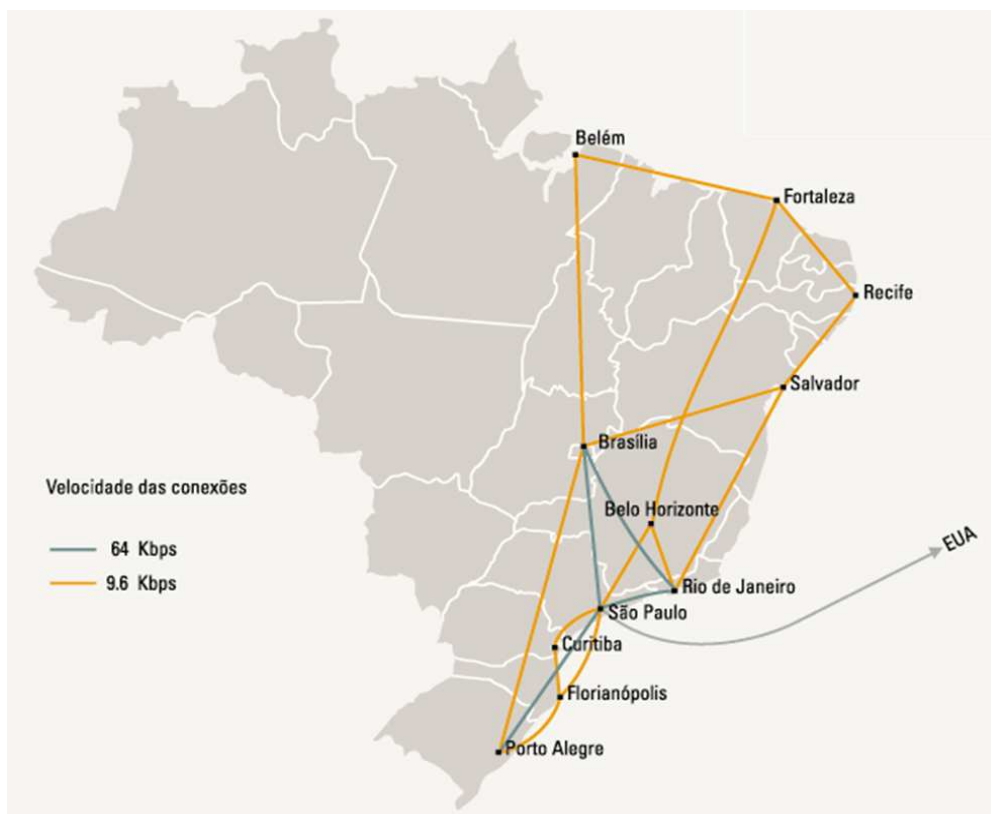 Belém
Fortaleza
Recife
Salvador
Brasília
Velocidade das conexões
64 Kbps
9.6 Kbps
Belo Horizonte
EUA
Rio de Janeiro
São Paulo
Curitiba
Florianópolis
Porto Alegre